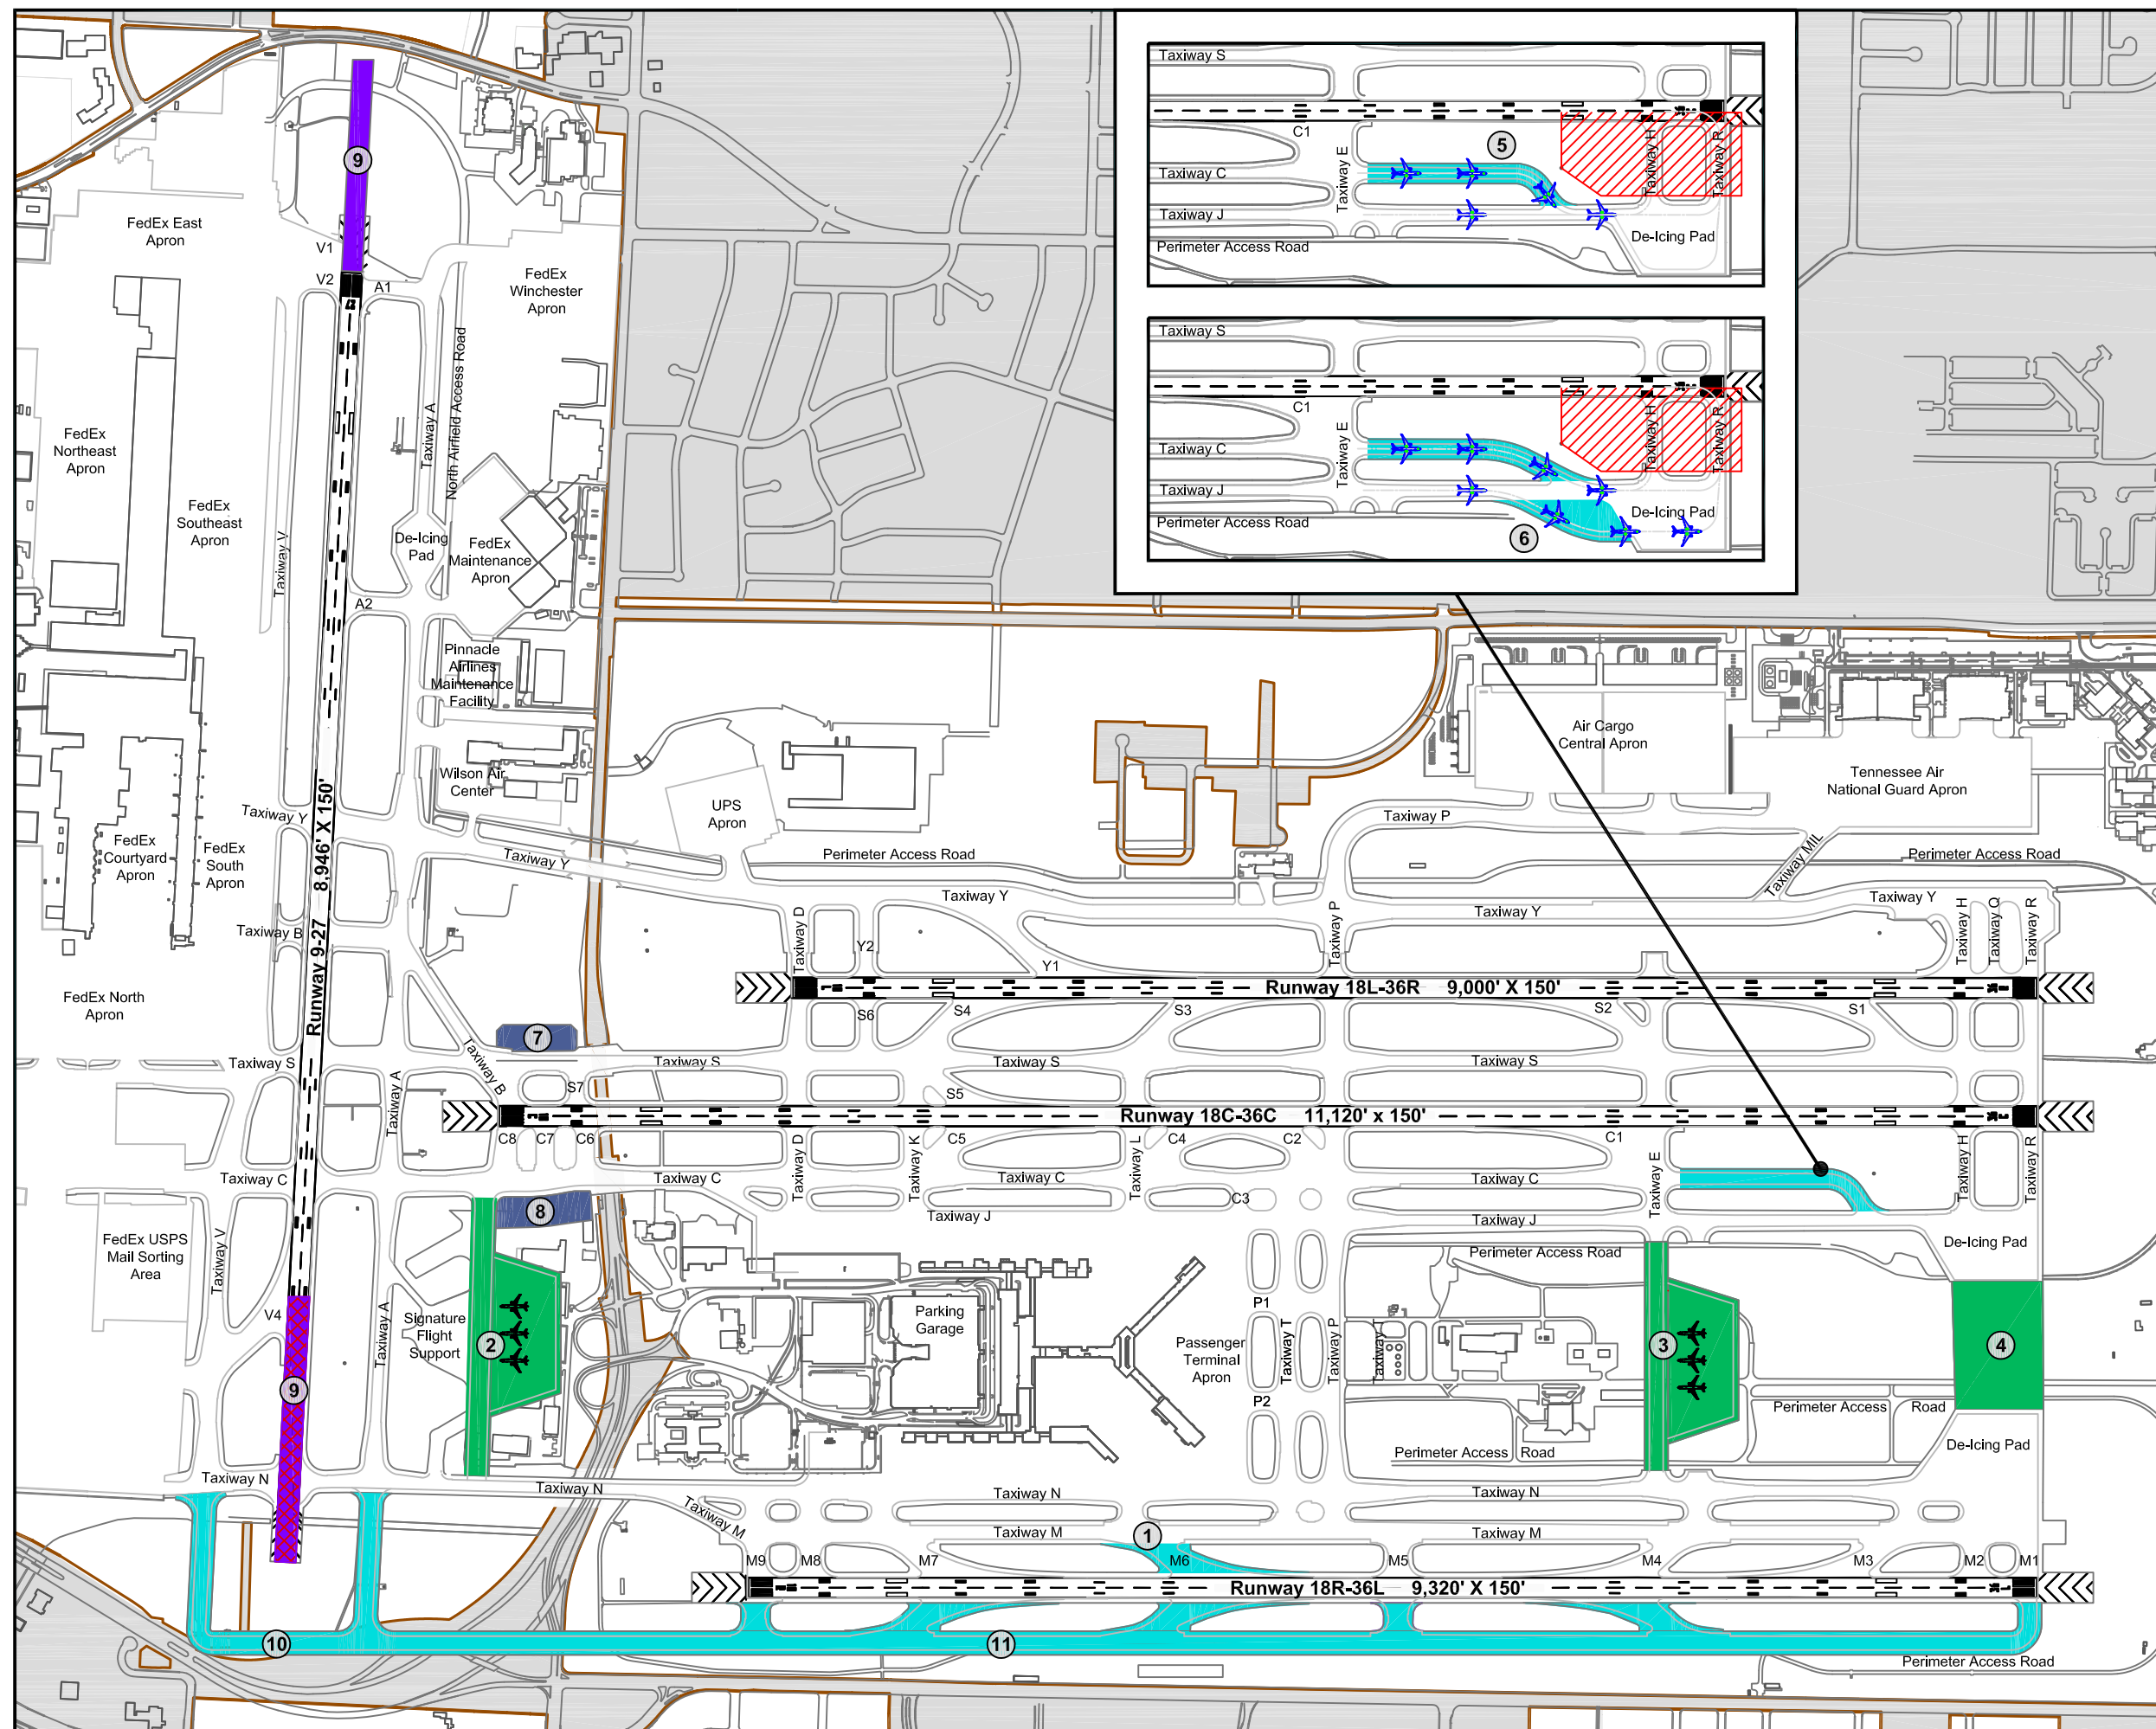 Taxiway S
C1
5
Taxiway E
Taxiway H
Taxiway R
Taxiway C
Taxiway J
De-Icing Pad
Perimeter Access Road
Taxiway S
C1
Taxiway E
Taxiway H
Taxiway R
Taxiway C
Taxiway J
De-Icing Pad
Perimeter Access Road
6
9
FedEx East
Apron
V1
V2
A1
FedEx
Winchester
Apron
North Airfield Access Road
Taxiway A
FedEx
Northeast
Apron
FedEx
Southeast
Apron
Taxiway V
De-Icing
Pad
FedEx
Maintenance
Apron
A2
Pinnacle
Airlines
Maintenance
Facility
Wilson Air
Center
Runway 9-27 8,946' X 150'
Taxiway Y
FedEx
Courtyard
Apron
FedEx
South
Apron
Taxiway B
FedEx North
Apron
UPS
Apron
Air Cargo
Central Apron
Tennessee Air
National Guard Apron
Taxiway P
Taxiway MIL
Taxiway Y
Perimeter Access Road
Perimeter Access Road
Taxiway Y
Taxiway Y
Taxiway Y
Taxiway D
Y2
Y1
Taxiway P
Taxiway H
Taxiway Q
Taxiway R
Runway 18L-36R 9,000' X 150'
S6
S4
S3
S2
S1
7
Taxiway S
Taxiway B
Taxiway S
Taxiway S
Taxiway S
Taxiway A
S7
S5
Runway 18C-36C 11,120' x 150'
C8
C7
C6
Taxiway D
Taxiway K
C5
Taxiway L
C4
C2
C1
Taxiway E
Taxiway H
Taxiway R
Taxiway C
Taxiway C
Taxiway C
Taxiway C
C3
8
Taxiway J
Taxiway J
FedEx USPS
Mail Sorting
Area
Taxiway V
De-Icing Pad
Perimeter Access Road
V4
Taxiway A
Signature
Flight
Support
2
Parking
Garage
Passenger
Terminal
Apron
P1
Taxiway T
Taxiway P
Taxiway T
P2
3
4
9
Perimeter Access
Road
Perimeter Access
Road
De-Icing Pad
Taxiway N
Taxiway N
Taxiway N
Taxiway N
Taxiway M
Taxiway M
Taxiway M
1
M9
M8
M7
M6
M5
M4
M3
M2
M1
Runway 18R-36L 9,320' X 150'
10
11
Perimeter Access Road